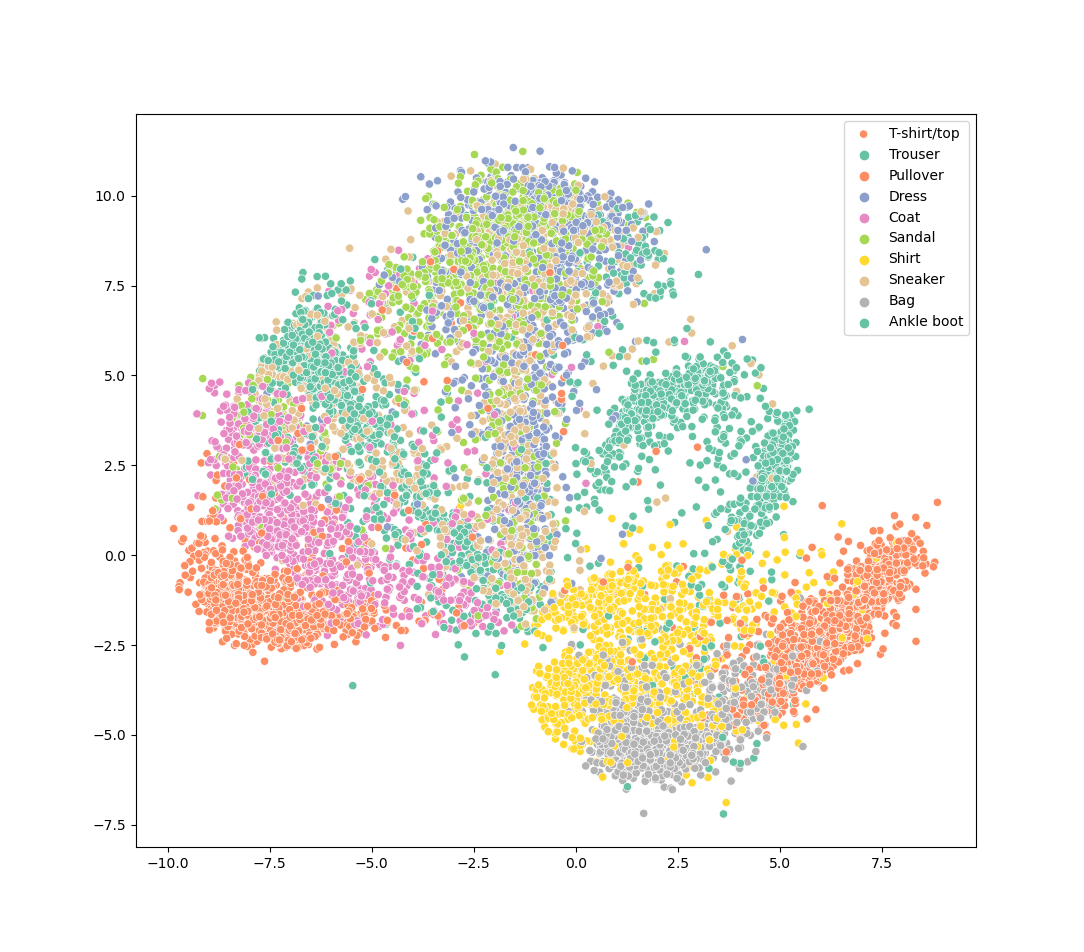 T-shirt/top
Trouser
Pullover
Dress
Coat
Sandal
Shirt
Sneaker
Bag
Ankle boot
10.0
7.5
5.0
2.5
0.0
−2.5
−5.0
−7.5
−10.0 −7.5 −5.0 −2.5 0.0 2.5 5.0 7.5